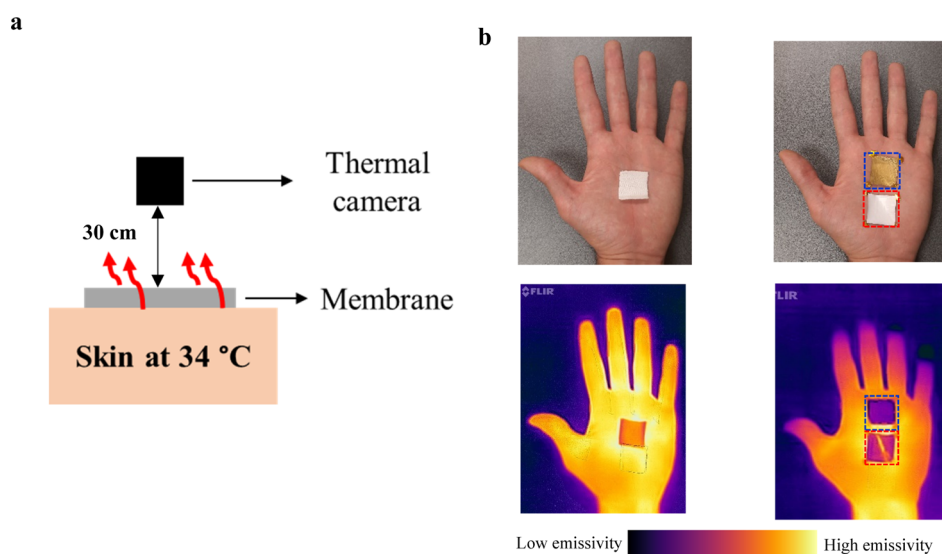 a
Thermal
camera
30 cm
Membrane
Skin at 34 °C
b
FLIR
FLIR
Low emissivity
High emissivity